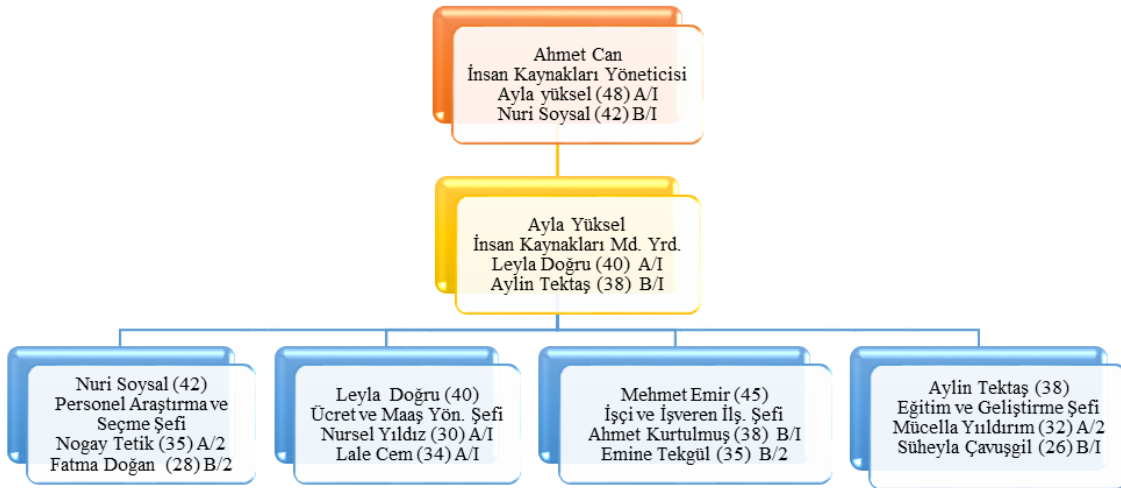 Ahmet Can
İnsan Kaynakları Yöneticisi
Ayla yüksel (48) A/I
Nuri Soysal (42) B/I
Ayla Yüksel
İnsan Kaynakları Md. Yrd.
Leyla Doğru (40) A/I
Aylin Tektaş (38) B/I
Nuri Soysal (42)
Personel Araştırma ve
Seçme Şefi
Nogay Tetik (35) A/2
Fatma Doğan (28) B/2
Leyla Doğru (40)
Ücret ve Maaş Yön. Şefi
Nursel Yıldız (30) A/I
Lale Cem (34) A/I
Mehmet Emir (45)
İşçi ve İşveren İlş. Şefi
Ahmet Kurtulmuş (38) B/I
Emine Tekgül (35) B/2
Aylin Tektaş (38)
Eğitim ve Geliştirme Şefi
Mücella Yıildırım (32) A/2
Süheyla Çavuşgil (26) B/I